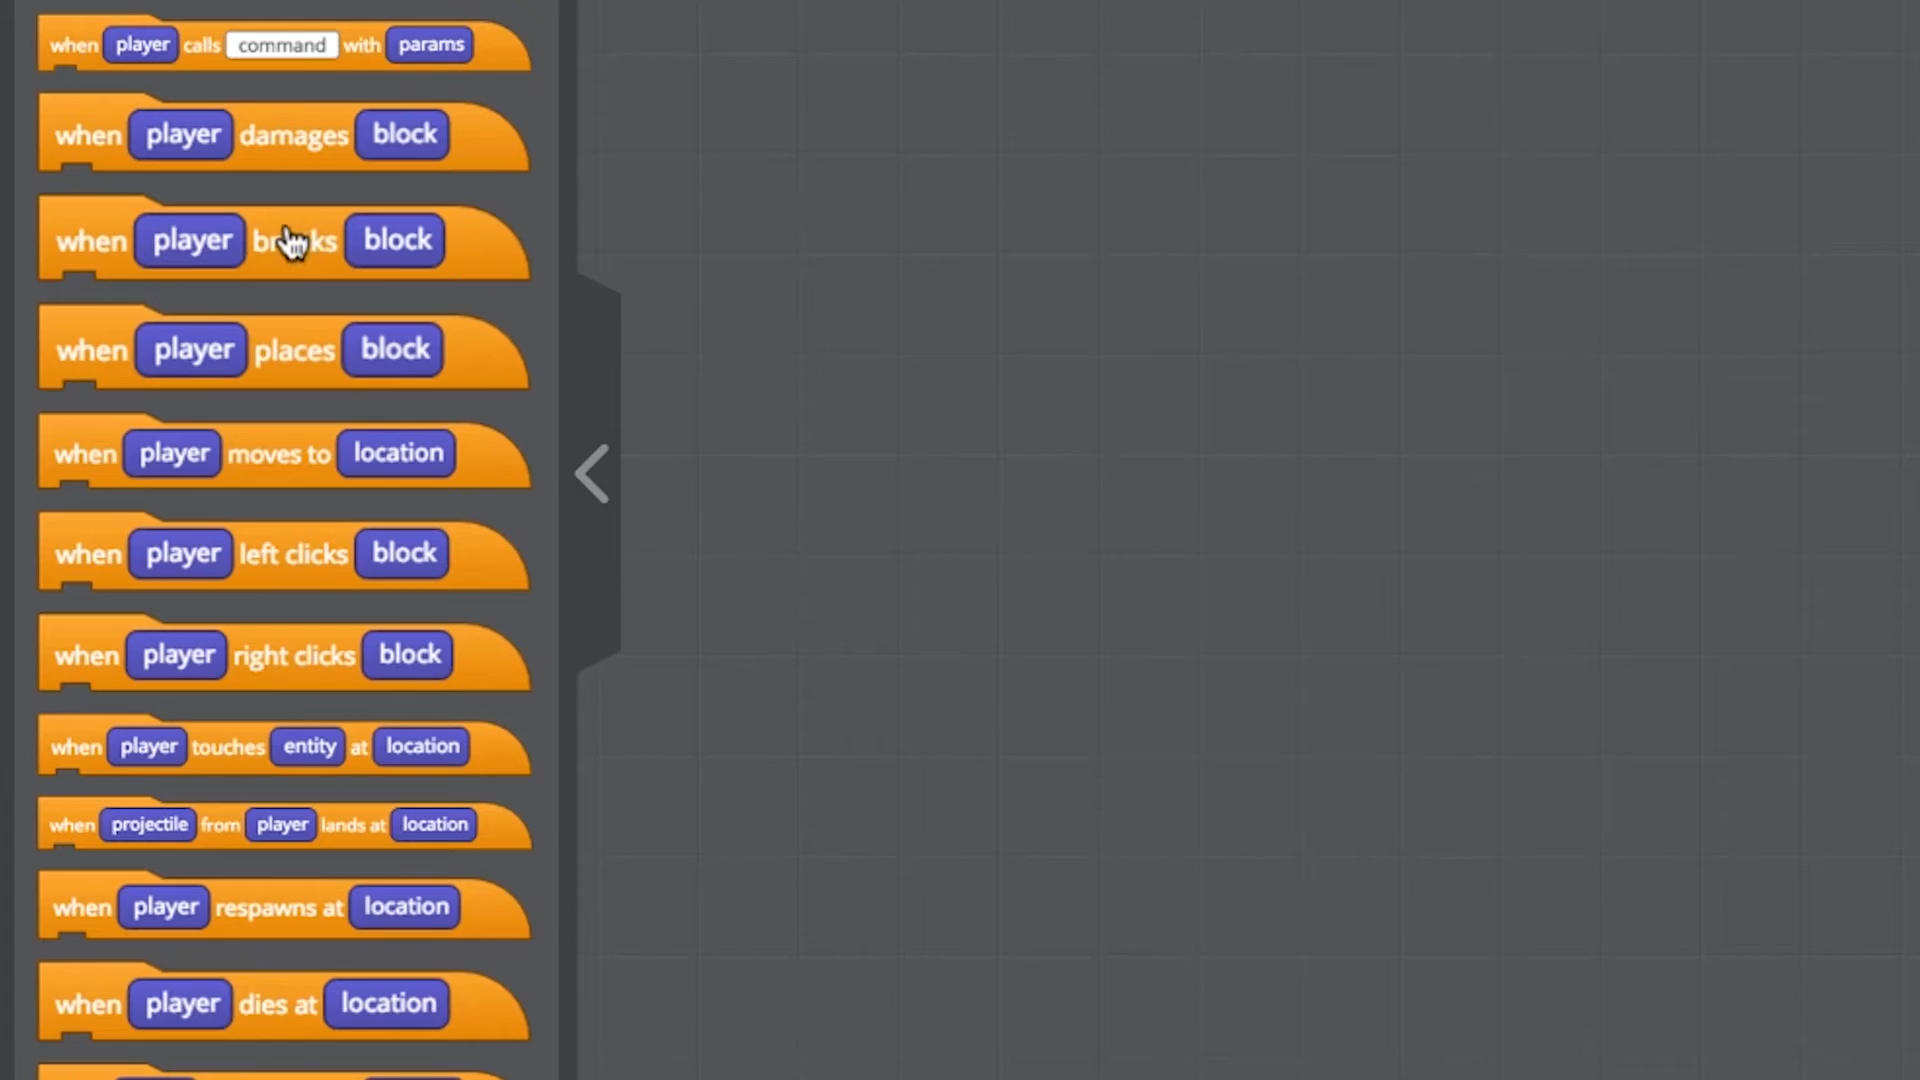 when player calls command with params
when player damages block
when player block
when player places block
when player moves to location
when player left clicks block
when player right clicks block
when player touches entity at location
when projectile from player lands at location
when player respawns at location
when player dies at location